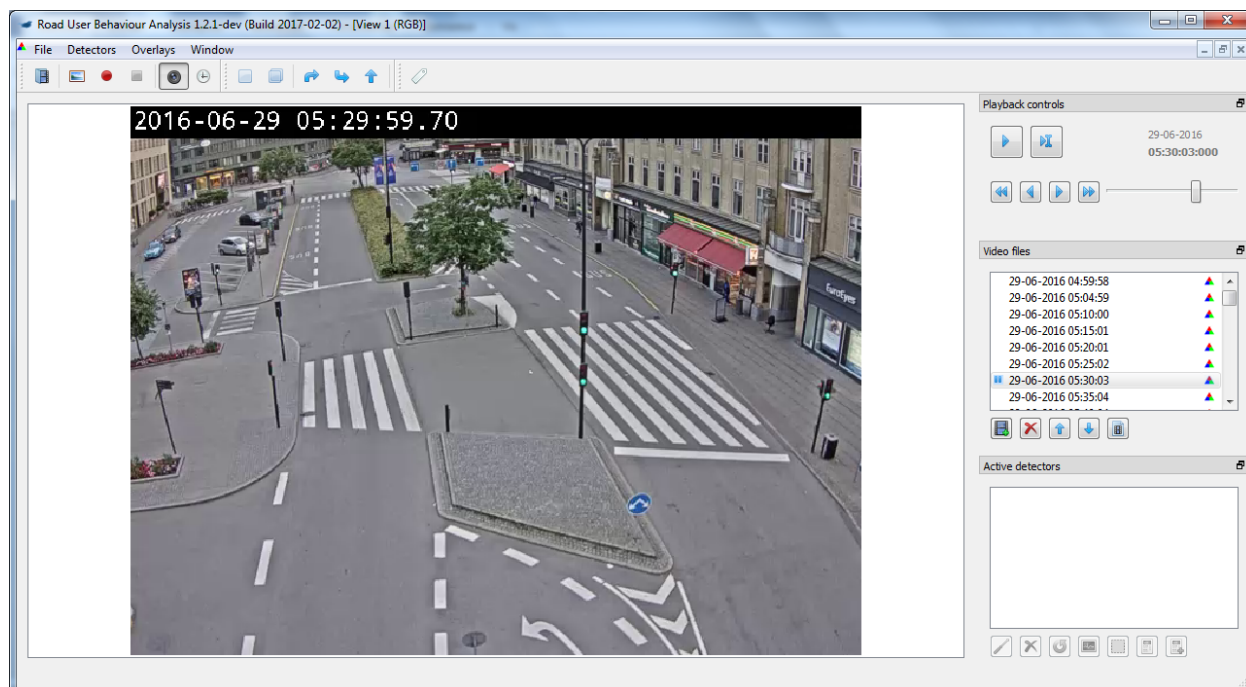 Road User Behaviour Analysis 1.2.1-dev (Build 2017-02-02) - [View 1 (RGB)]
File Detectors Overlays Window
2016-06-29 05:29:59.70
BUS
EuroEyes
Playback controls
29-06-2016
05:30:03:000
Video files
29-06-2016 04:59:58
29-06-2016 05:04:59
29-06-2016 05:10:00
29-06-2016 05:15:01
29-06-2016 05:20:01
29-06-2016 05:25:02
29-06-2016 05:30:03
29-06-2016 05:35:04
Active detectors